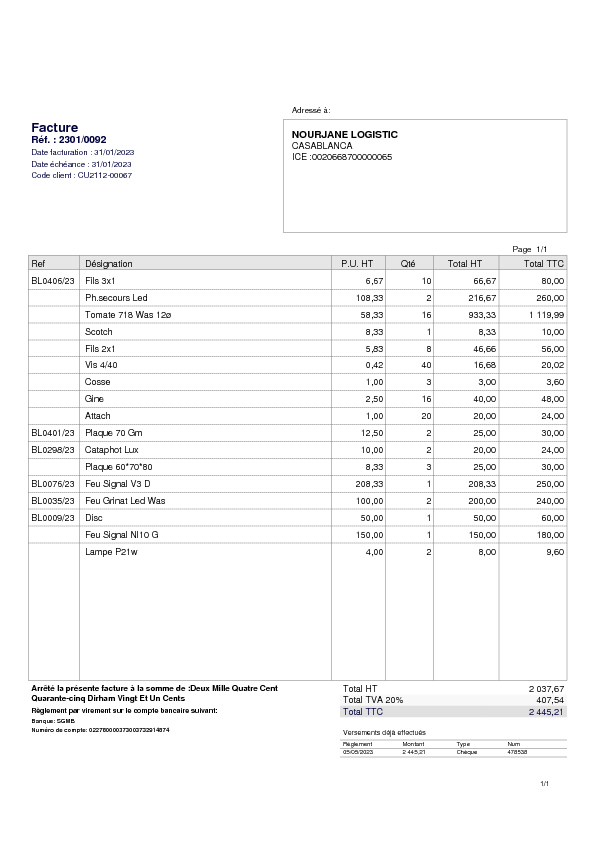 Adressé à:
Facture
Réf. : 2301/0092
Date facturation : 31/01/2023
Date échéance : 31/01/2023
Code client : CU2112-00067
NOURJANE LOGISTIC
CASABLANCA
ICE :0020668700000065
Page 1/1
Ref Désignation P.U. HT Qté Total HT Total TTC
BL0406/23 Fils 3x1 6,67 10 66,67 80,00
Ph.secours Led 108,33 2 216,67 260,00
Tomate 718 Was 12ø 58,33 16 933,33 1 119,99
Scotch 8,33 1 8,33 10,00
Fils 2x1 5,83 8 46,66 56,00
Vis 4/40 0,42 40 16,68 20,02
Cosse 1,00 3 3,00 3,60
Gine 2,50 16 40,00 48,00
Attach 1,00 20 20,00 24,00
BL0401/23 Plaque 70 Gm 12,50 2 25,00 30,00
BL0298/23 Cataphot Lux 10,00 2 20,00 24,00
Plaque 60*70*80 8,33 3 25,00 30,00
BL0076/23 Feu Signal V3 D 208,33 1 208,33 250,00
BL0035/23 Feu Grinat Led Was 100,00 2 200,00 240,00
BL0009/23 Disc 50,00 1 50,00 60,00
Feu Signal Nl10 G 150,00 1 150,00 180,00
Lampe P21w 4,00 2 8,00 9,60
Arrêté la présente facture à la somme de :Deux Mille Quatre Cent
Quarante-cinq Dirham Vingt Et Un Cents
Règlement par virement sur le compte bancaire suivant:
Banque: SGMB
Numéro de compte: 022780000373003732914874
Total HT 2 037,67
Total TVA 20% 407,54
Total TTC 2 445,21
Versements déjà effectués
Règlement Montant Type Num
05/05/2023 2 445,21 Chèque 478538
1/1